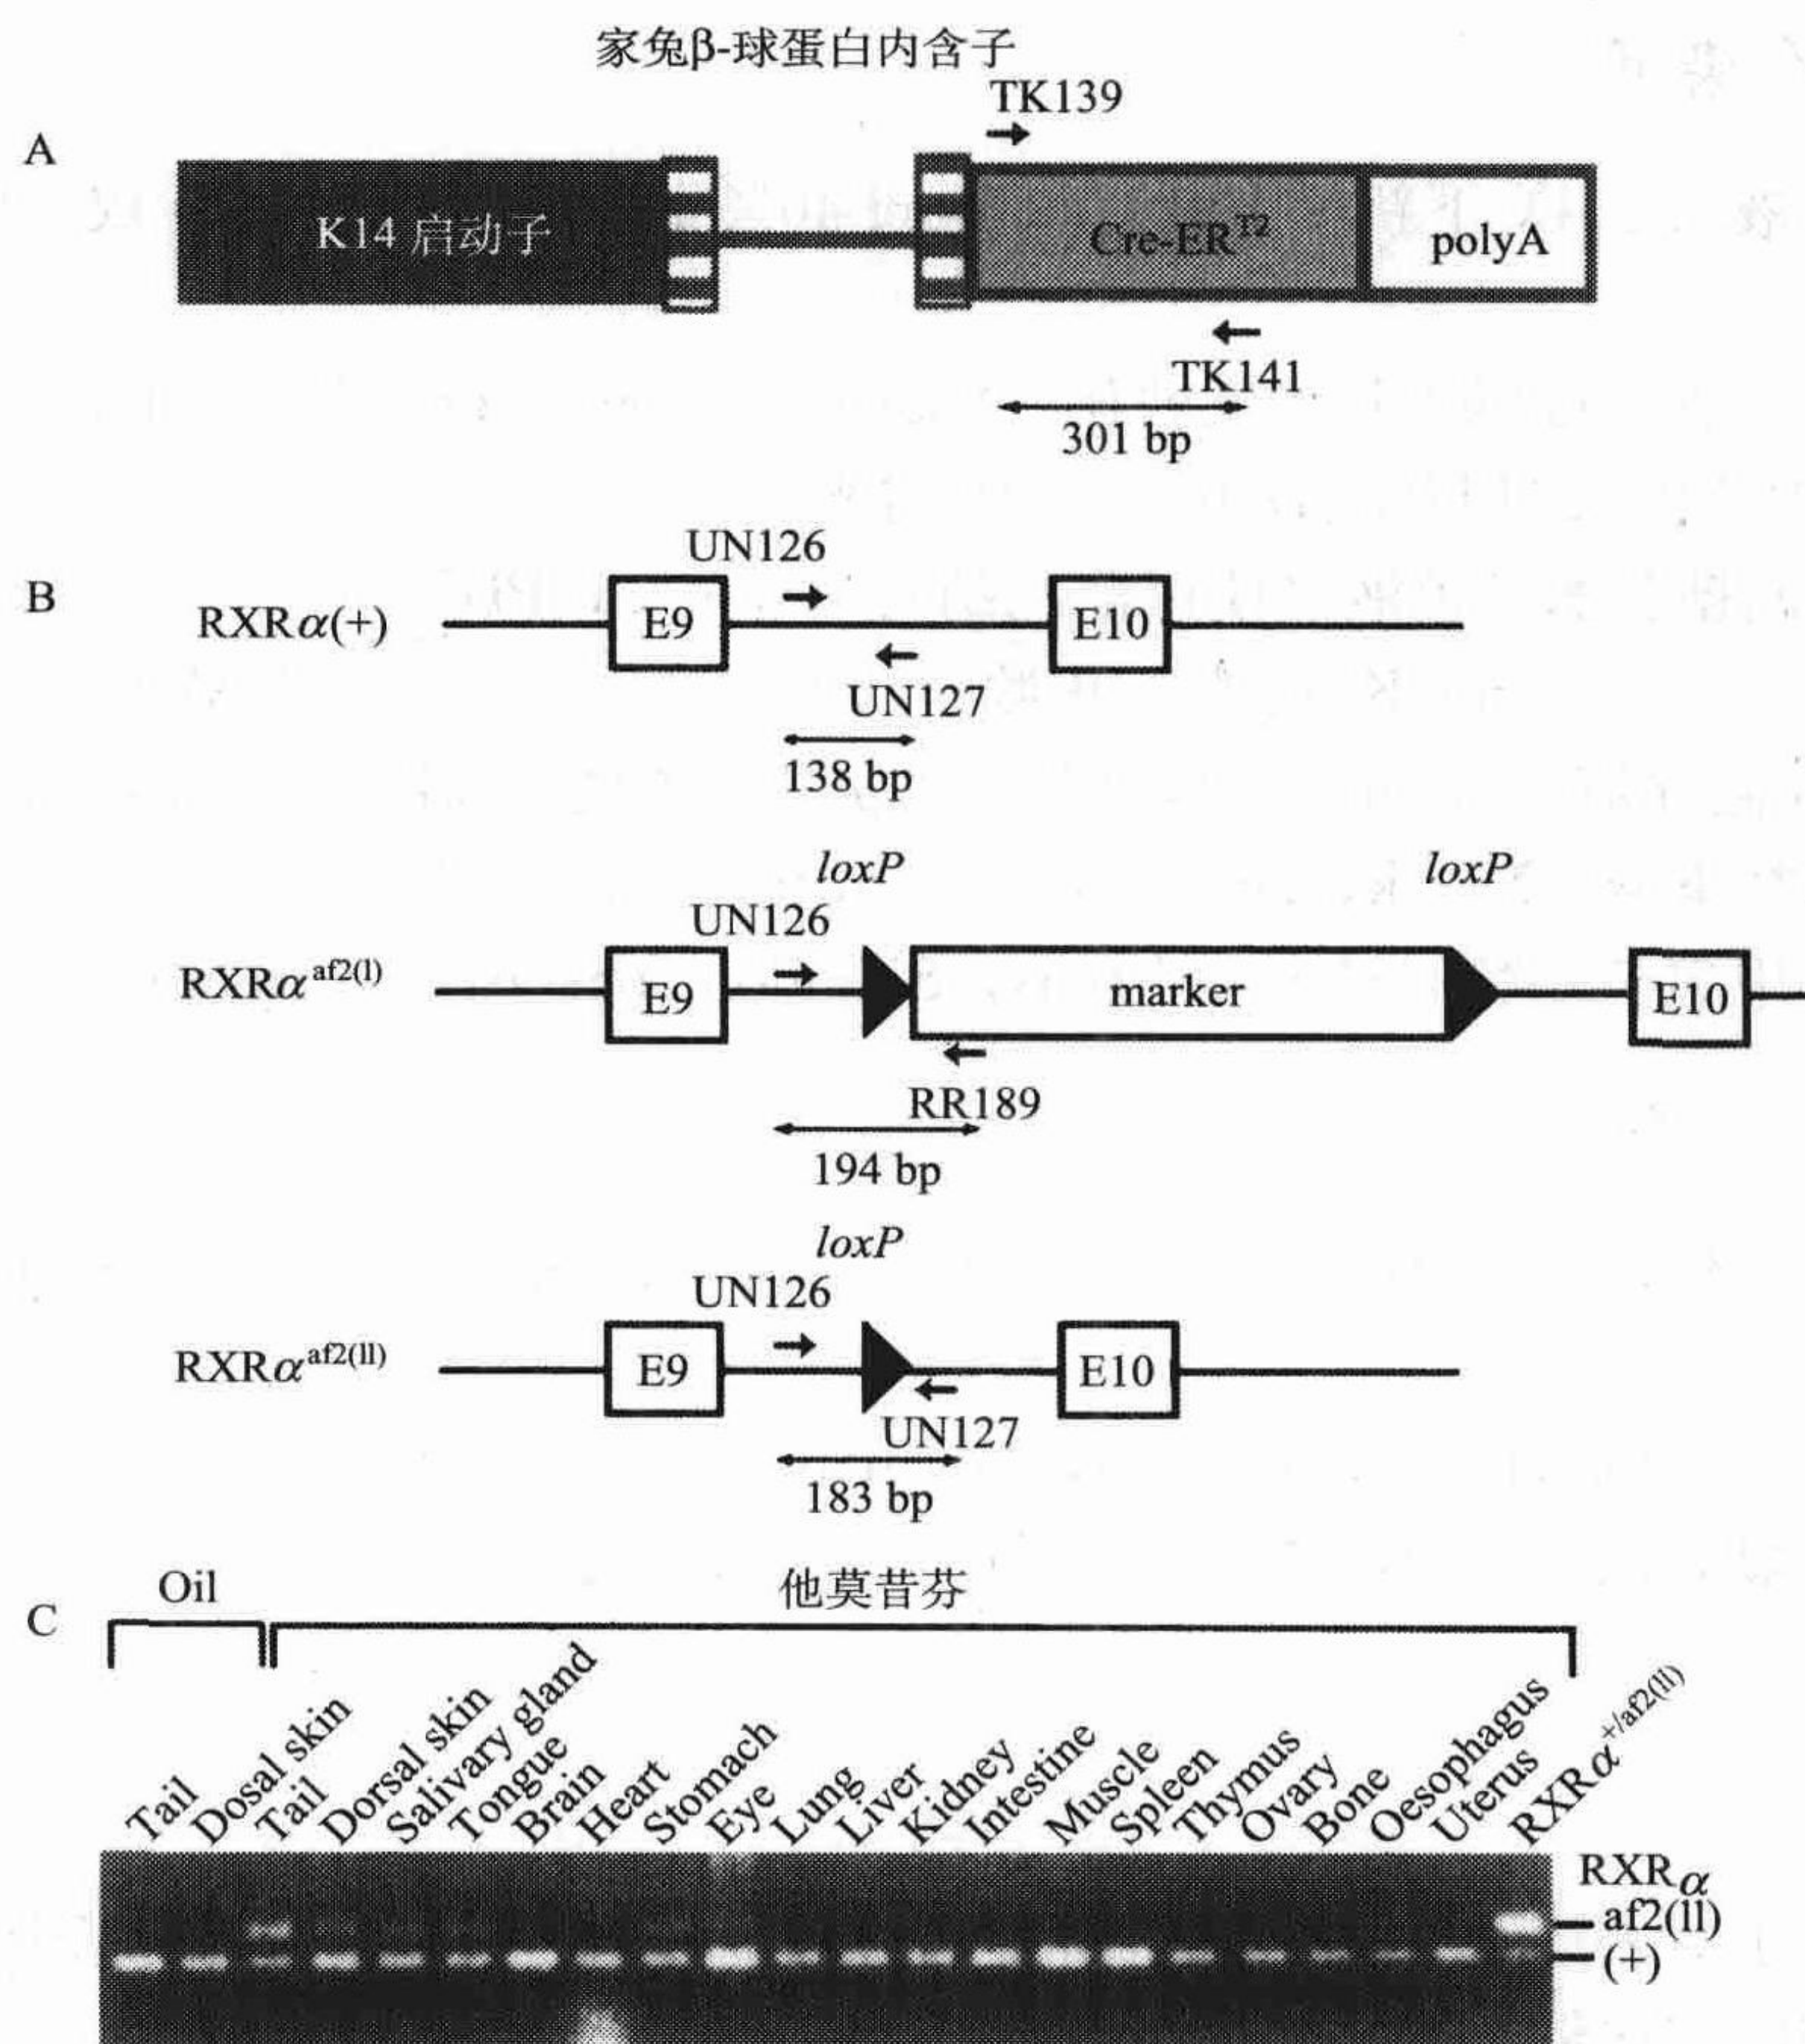 家兔β-球蛋白内含子
TK139
A
K14 启动子
Cre-ER^T2
polyA
TK141
301 bp
UN126
B
RXRα(+)
E9
E10
UN127
138 bp
loxP
loxP
UN126
RXRα^af2(l)
E9
marker
E10
RR189
194 bp
loxP
UN126
RXRα^af2(ll)
E9
E10
UN127
183 bp
Oil
他莫昔芬
C
Tail
Dosal skin
Tail
Dorsal skin
Salivary gland
Tongue
Brain
Heart
Stomach
Eye
Lung
Liver
Kidney
Intestine
Muscle
Spleen
Thymus
Ovary
Bone
Oesophagus
Uterus
RXRα^+/af2(ll)
RXRα
af2(ll)
(+)